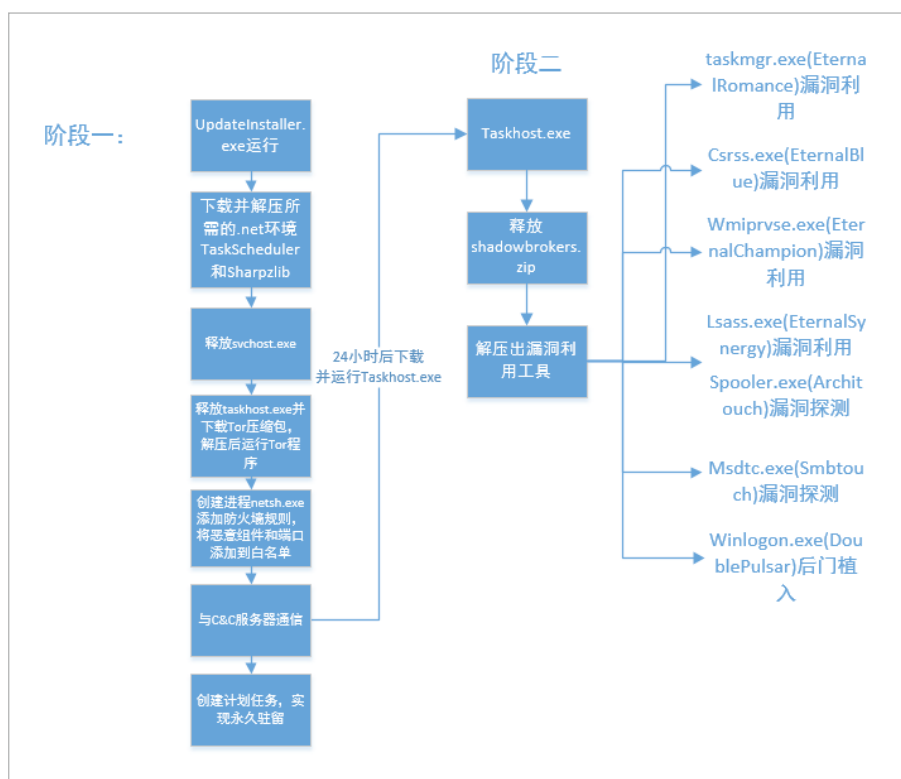 阶段一：
UpdateInstaller.
exe运行
下载并解压所
需的.net环境
TaskScheduler
和Sharpzlib
释放svchost.exe
释放taskhost.exe并
下载Tor压缩包，
解压后运行Tor程
序
创建进程netsh.exe
添加防火墙规则，
将恶意组件和端口
添加到白名单
与C&C服务器通信
创建计划任务，实
现永久驻留
24小时后下载
并运行Taskhost.exe
阶段二
Taskhost.exe
释放
shadowbrokers.
zip
解压出漏洞利
用工具
taskmgr.exe(Eterna
lRomance)漏洞利
用
Csrss.exe(EternalBl
ue)漏洞利用
Wmiprvse.exe(Eter
nalChampion)漏洞
利用
Lsass.exe(EternalSy
nergy)漏洞利用
Spooler.exe(Archit
ouch)漏洞探测
Msdtc.exe(Smbtou
ch)漏洞探测
Winlogon.exe(Dou
blePulsar)后门植
入